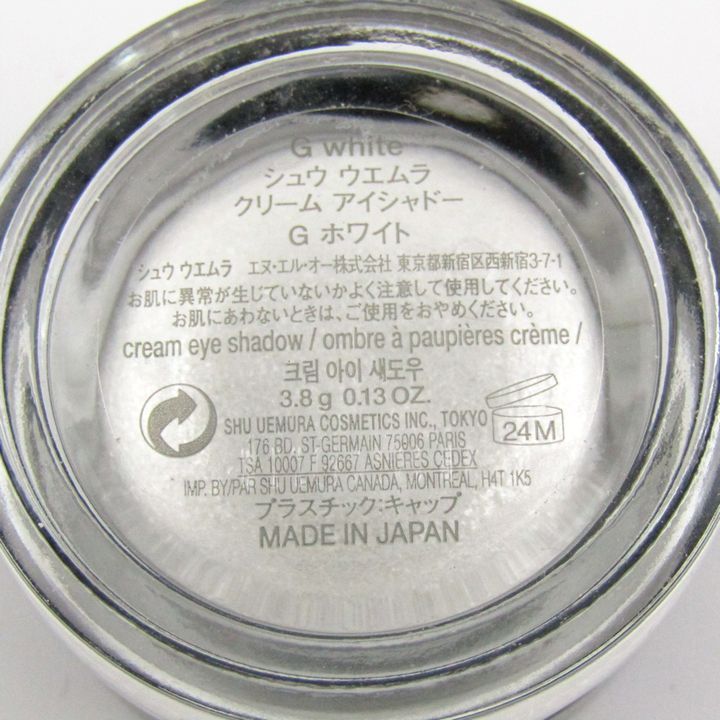 G white
シュウ ウエムラ
クリーム アイシャドー
G ホワイト
シュウ ウエムラ エヌ・エル・オー株式会社 東京都新宿区西新宿3-7-1
お肌に異常が生じていないかよく注意して使用してください。
お肌にあわないときは、ご使用をおやめください。
cream eye shadow / ombre à paupières crème /
크림 아이 섀도우
3.8 g 0.13 OZ.
SHU UEMURA COSMETICS INC., TOKYO
176 BD. ST-GERMAIN 75006 PARIS
TSA 10007 F 92667 ASNIERES CEDEX
IMP. BY/PAR SHU UEMURA CANADA, MONTREAL, H4T 1K5
プラスチック:キャップ
MADE IN JAPAN
24M